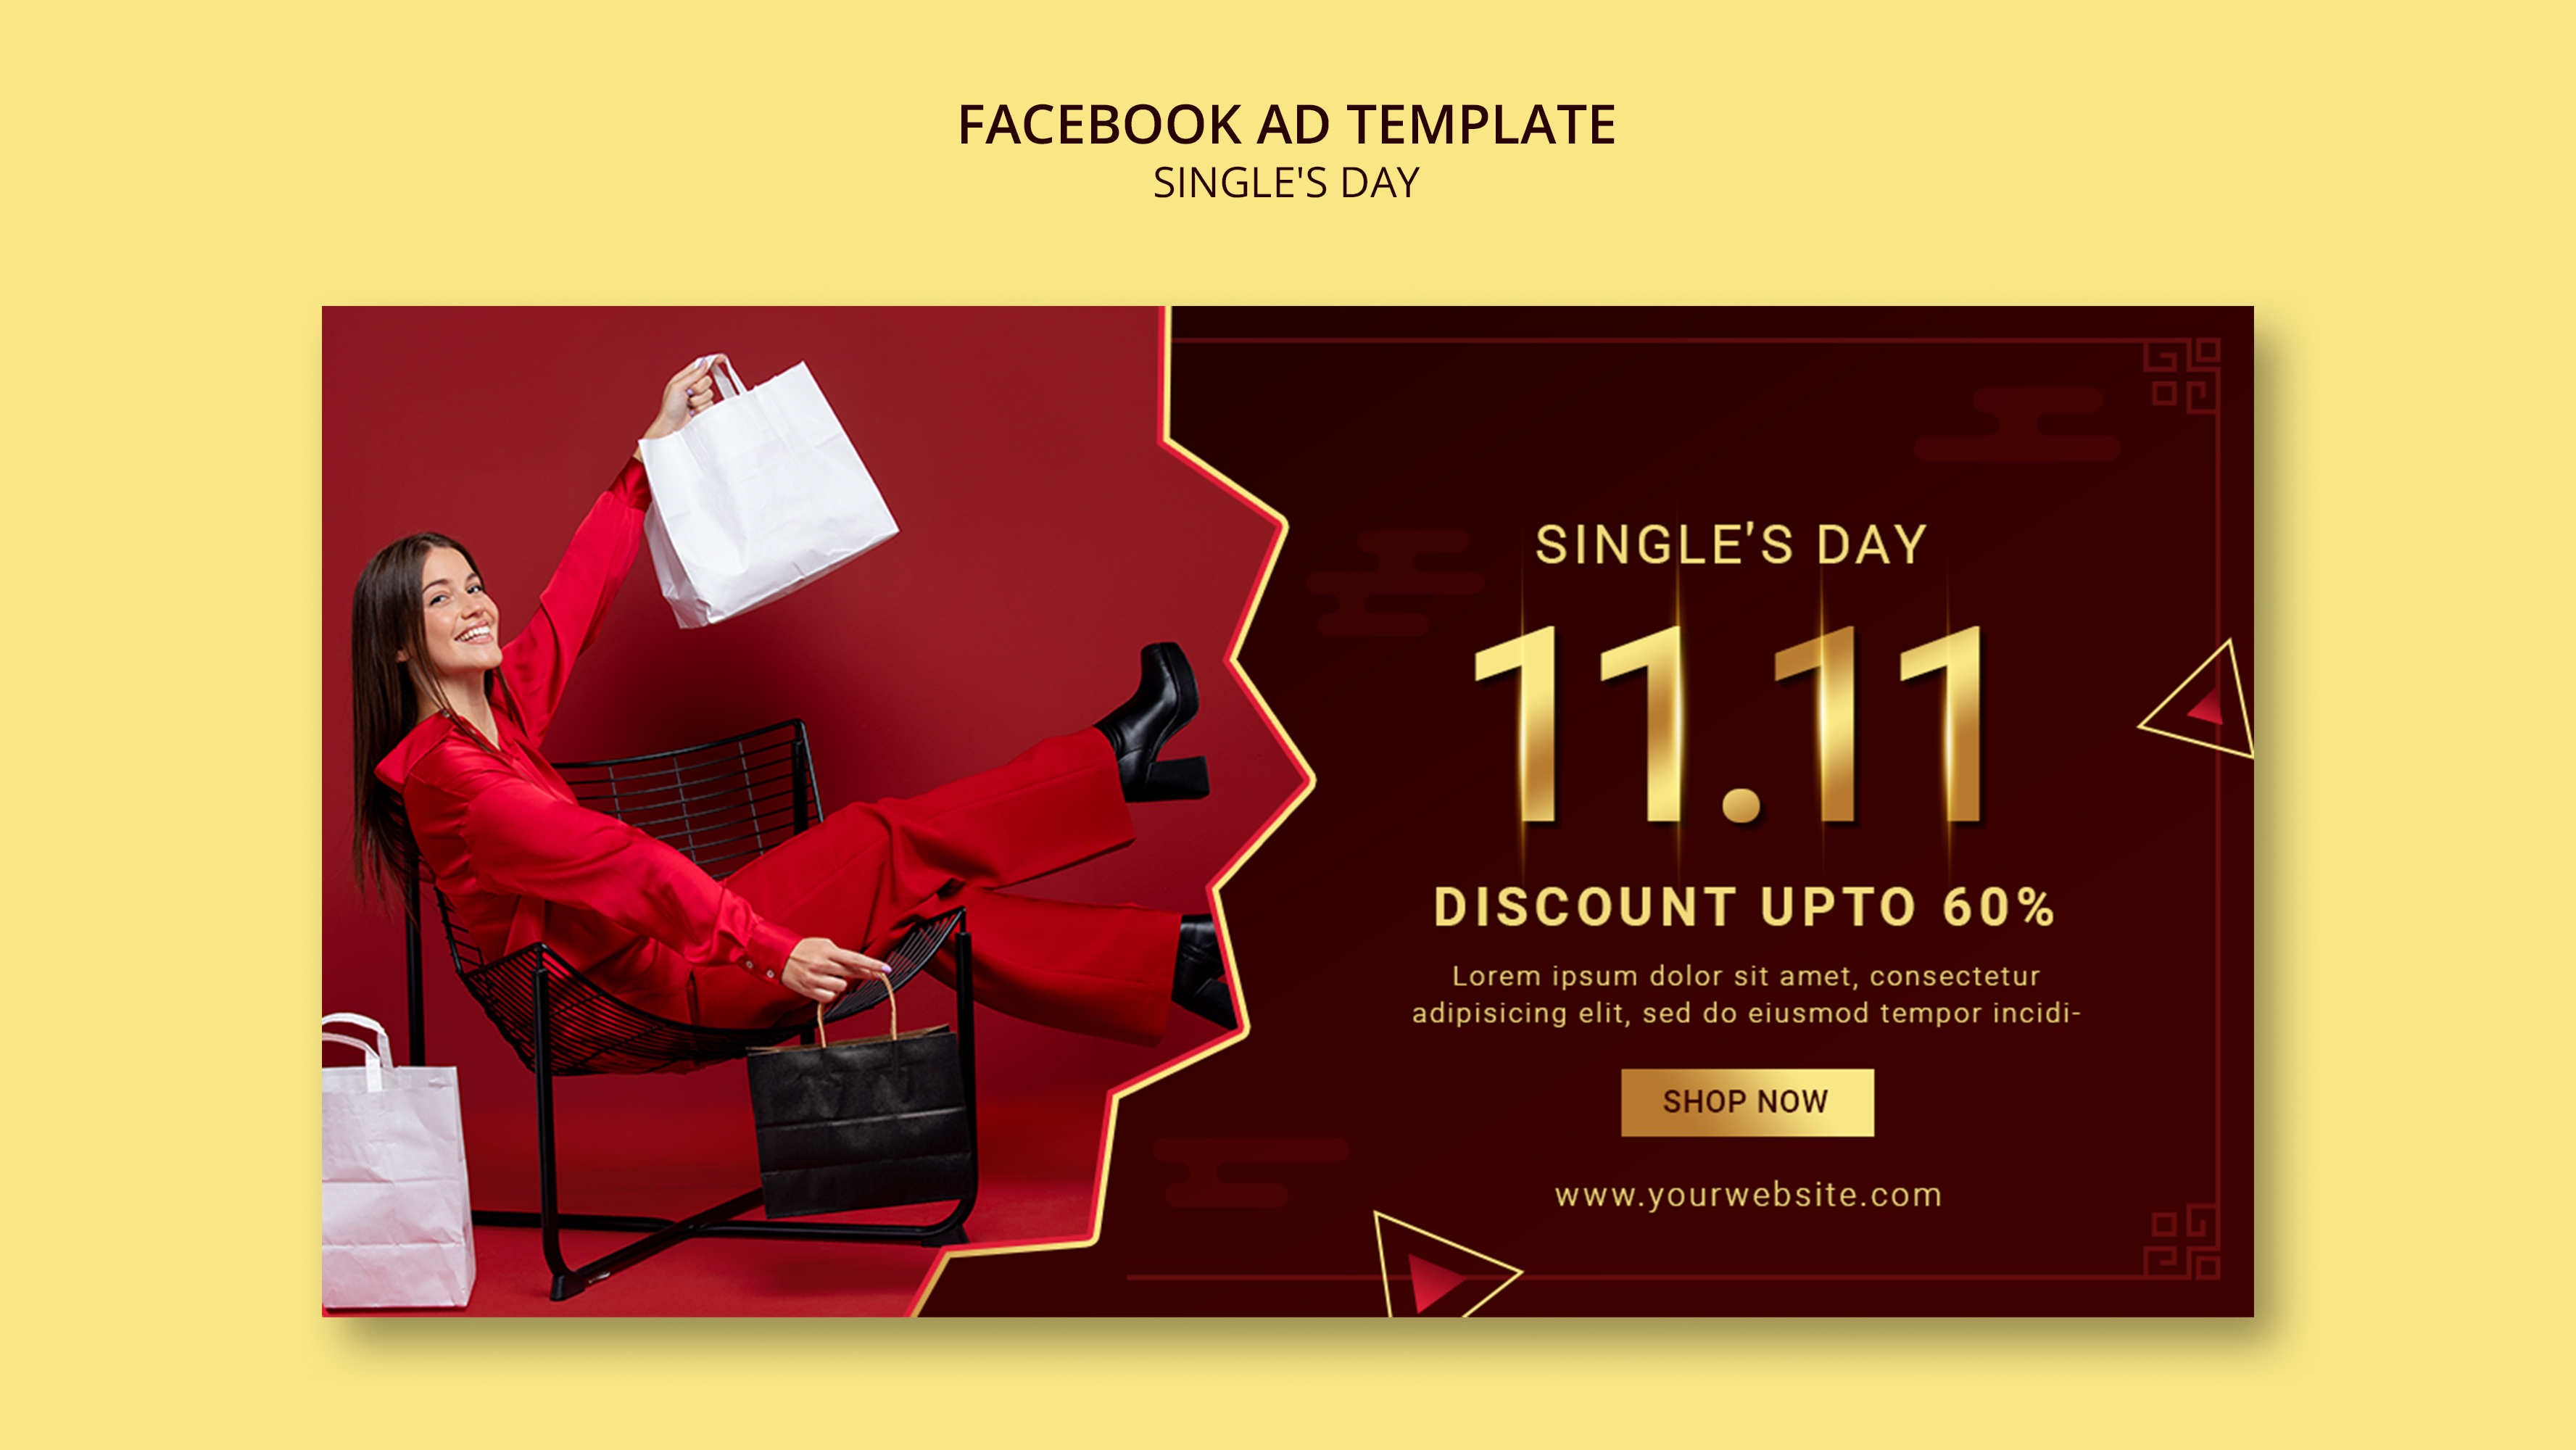 FACEBOOK AD TEMPLATE
SINGLE'S DAY
SINGLE'S DAY
11.11
DISCOUNT UPTO 60%
Lorem ipsum dolor sit amet, consectetur
adipisicing elit, sed do eiusmod tempor incidi-
SHOP NOW
www.yourwebsite.com